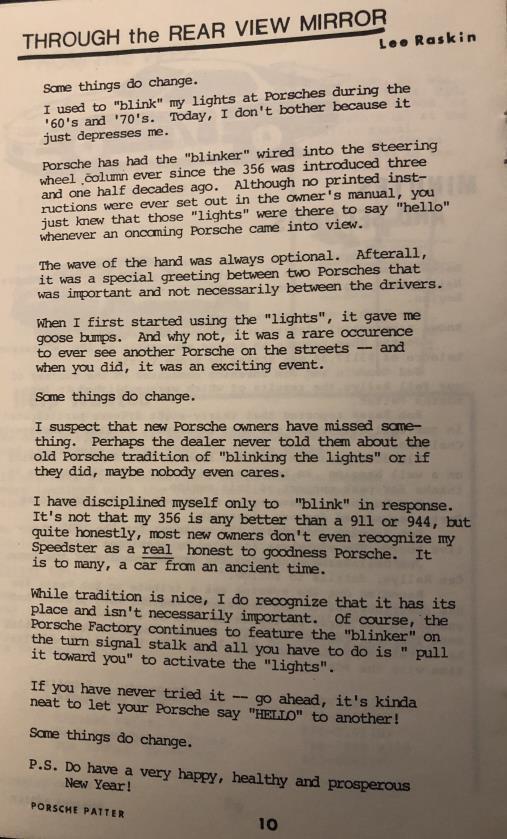 THROUGH the REAR VIEW MIRROR
Lee Raskin
Some things do change.
I used to "blink" my lights at Porsches during the
'60's and '70's. Today, I don't bother because it
just depresses me.
Porsche has had the "blinker" wired into the steering
wheel column ever since the 356 was introduced three
and one half decades ago. Although no printed inst-
ructions were ever set out in the owner's manual, you
just knew that those "lights" were there to say "hello"
whenever an oncoming Porsche came into view.
The wave of the hand was always optional. Afterall,
it was a special greeting between two Porsches that
was important and not necessarily between the drivers.
When I first started using the "lights", it gave me
goose bumps. And why not, it was a rare occurence
to ever see another Porsche on the streets -- and
when you did, it was an exciting event.
Some things do change.
I suspect that new Porsche owners have missed some-
thing. Perhaps the dealer never told them about the
old Porsche tradition of "blinking the lights" or if
they did, maybe nobody even cares.
I have disciplined myself only to "blink" in response.
It's not that my 356 is any better than a 911 or 944, but
quite honestly, most new owners don't even recognize my
Speedster as a real honest to goodness Porsche. It
is to many, a car from an ancient time.
While tradition is nice, I do recognize that it has its
place and isn't necessarily important. Of course, the
Porsche Factory continues to feature the "blinker" on
the turn signal stalk and all you have to do is " pull
it toward you" to activate the "lights".
If you have never tried it -- go ahead, it's kinda
neat to let your Porsche say "HELLO" to another!
Some things do change.
P.S. Do have a very happy, healthy and prosperous
New Year!
PORSCHE PATTER
10